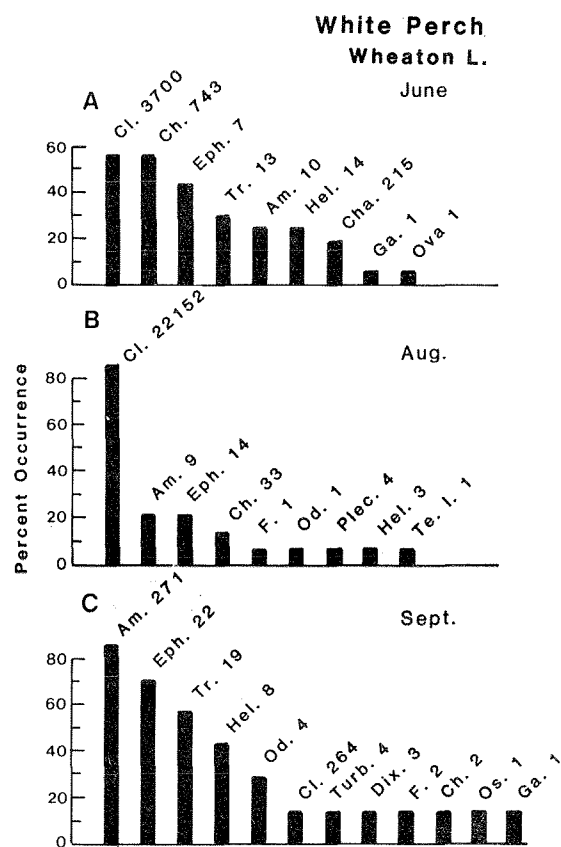 White Perch
Wheaton L.
June
A
Cl. 3700
Ch. 743
Eph. 7
Tr. 13
Am. 10
Hel. 14
Cha. 215
Ga. 1
Ova 1
60
40
20
0
B
Aug.
Cl. 22152
Am. 9
Eph. 14
Ch. 33
F. 1
Od. 1
Plec. 4
Hel. 3
Te. I. 1
80
60
40
20
0
Percent Occurrence
C
Sept.
Am. 271
Eph. 22
Tr. 19
Hel. 8
Od. 4
Cl. 264
Turb. 4
Dix. 3
F. 2
Ch. 2
Os. 1
Ga. 1
80
60
40
20
0